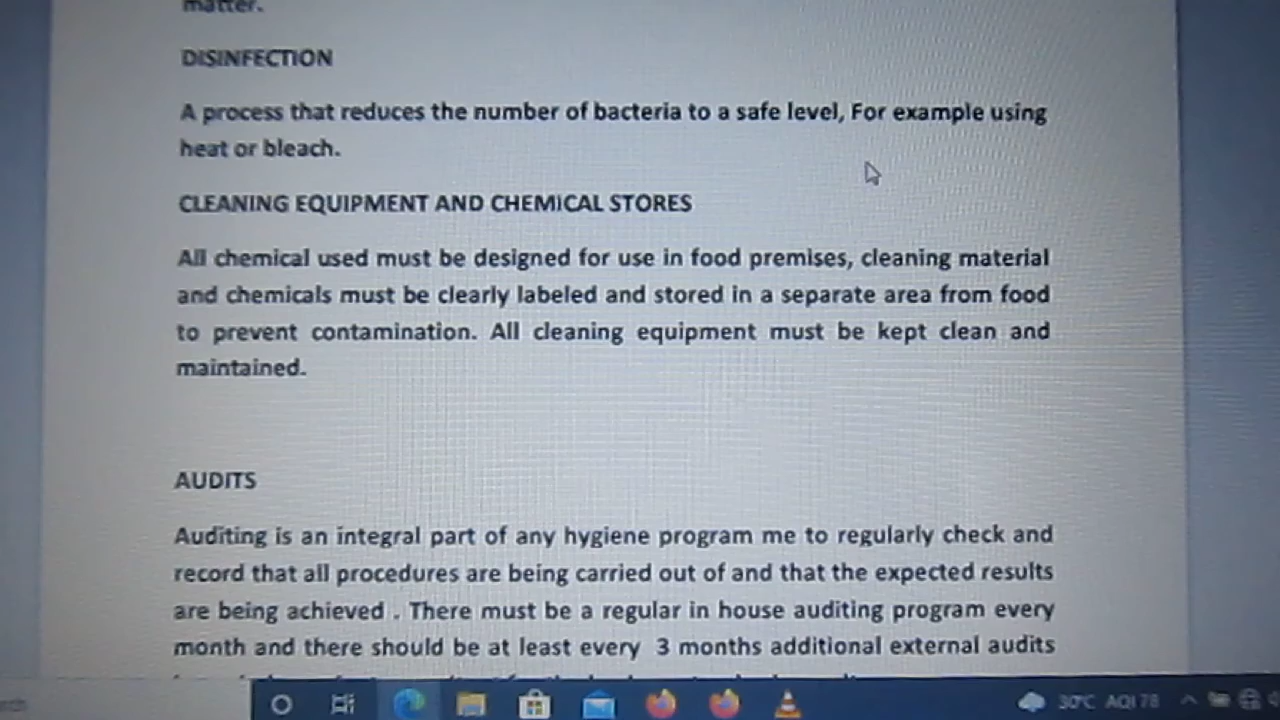 matter.
DISINFECTION
A process that reduces the number of bacteria to a safe level, For example using
heat or bleach.
CLEANING EQUIPMENT AND CHEMICAL STORES
All chemical used must be designed for use in food premises, cleaning material
and chemicals must be clearly labeled and stored in a separate area from food
to prevent contamination. All cleaning equipment must be kept clean and
maintained.
AUDITS
Auditing is an integral part of any hygiene program me to regularly check and
record that all procedures are being carried out of and that the expected results
are being achieved . There must be a regular in house auditing program every
month and there should be at least every 3 months additional external audits
30°C AQI 78